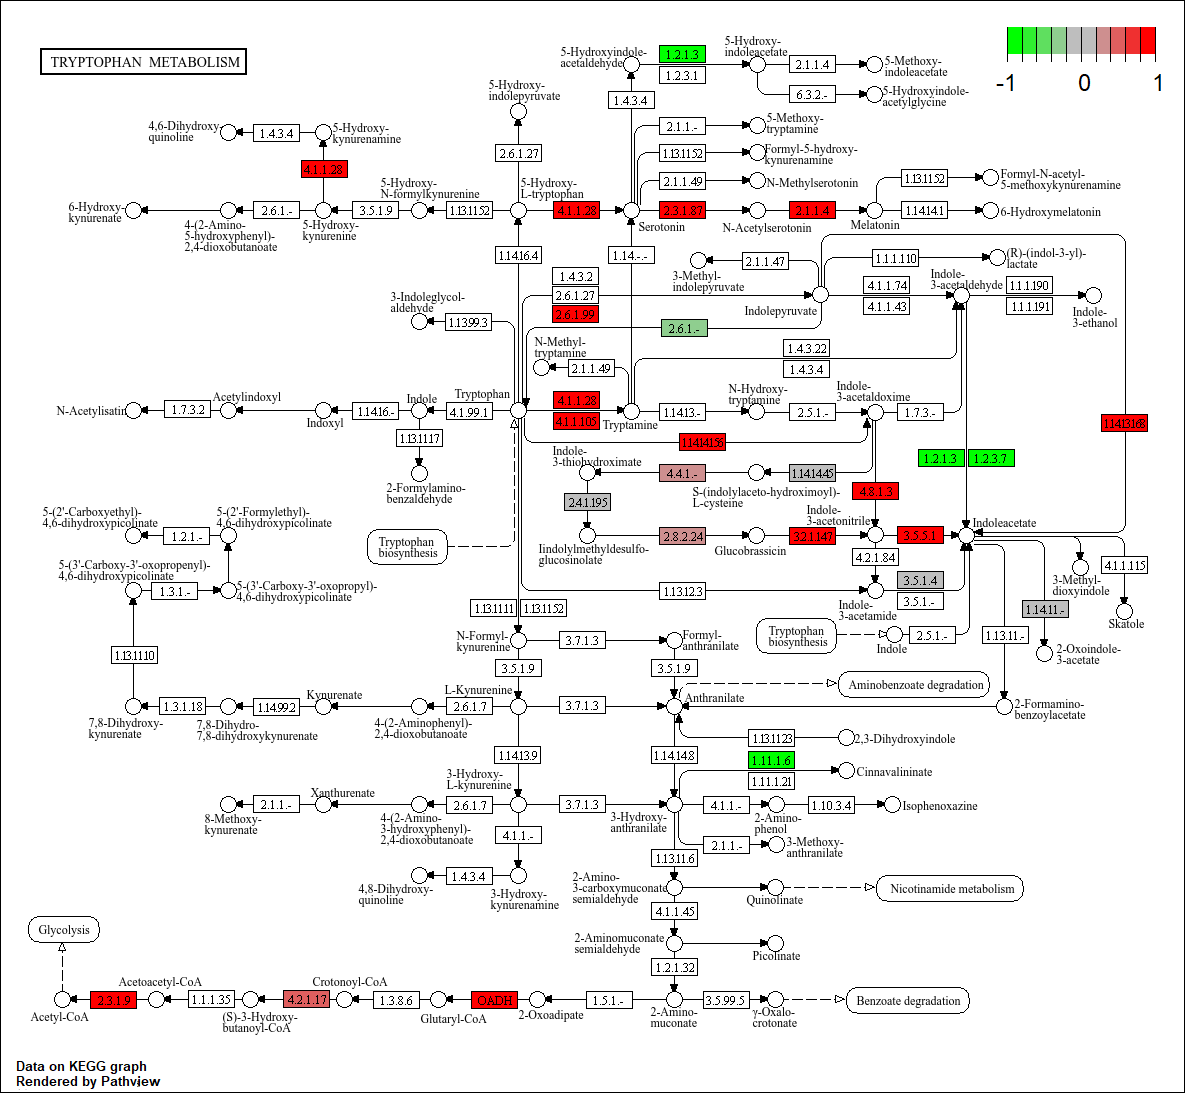 TRYPTOPHAN METABOLISM
-1
0
1
5-Hydroxyindole-
acetaldehyde
1.2.1.3
1.2.3.1
5-Hydroxy-
indoleacetate
2.1.1.4
5-Methoxy-
indoleacetate
6.3.2.-
5-Hydroxyindole-
acetylglycine
1.4.3.4
5-Hydroxy-
indolepyruvate
2.6.1.27
4,6-Dihydroxy-
quinoline
1.4.3.4
5-Hydroxy-
kynurenamine
4.1.1.28
2.1.1.-
5-Methoxy-
tryptamine
1.13.11.52
Formyl-5-hydroxy-
kynurenamine
2.1.1.49
N-Methylserotonin
1.13.11.52
Formyl-N-acetyl-
5-methoxykynurenamine
6-Hydroxy-
kynurenate
2.6.1.-
4-(2-Amino-
5-hydroxyphenyl)-
2,4-dioxobutanoate
5-Hydroxy-
kynurenine
3.5.1.9
5-Hydroxy-
N-formylkynurenine
1.13.11.52
5-Hydroxy-
L-tryptophan
4.1.1.28
Serotonin
2.3.1.87
N-Acetylserotonin
2.1.1.4
Melatonin
1.14.14.1
6-Hydroxymelatonin
1.14.16.4
1.14.-.-
2.1.1.47
3-Methyl-
indolepyruvate
1.1.1.110
(R)-(indol-3-yl)-
lactate
1.4.3.2
2.6.1.27
2.6.1.99
Indolepyruvate
4.1.1.74
4.1.1.43
Indole-
3-acetaldehyde
1.1.1.190
1.1.1.191
Indole-
3-ethanol
3-Indoleglycol-
aldehyde
1.13.99.3
2.6.1.-
N-Methyl-
tryptamine
2.1.1.49
1.4.3.22
1.4.3.4
N-Acetylisatin
1.7.3.2
Acetylindoxyl
Indoxyl
1.14.16.-
Indole
4.1.99.1
Tryptophan
4.1.1.28
4.1.1.105
Tryptamine
1.14.13.-
N-Hydroxy-
tryptamine
2.5.1.-
Indole-
3-acetaldoxime
1.7.3.-
1.14.13.168
1.13.11.17
2-Formylamino-
benzaldehyde
1.14.14.156
1.2.1.3
1.2.3.7
Indole-
3-thiohydroximate
4.4.1.-
S-(indolylaceto-hydroximoyl)-
L-cysteine
1.14.14.45
2.4.1.195
4.8.1.3
Indole-
3-acetonitrile
Iindolylmethyldesulfo-
glucosinolate
2.8.2.24
Glucobrassicin
3.2.1.147
3.5.5.1
Indoleacetate
5-(2'-Carboxyethyl)-
4,6-dihydroxypicolinate
1.2.1.-
5-(2'-Formylethyl)-
4,6-dihydroxypicolinate
Tryptophan
biosynthesis
5-(3'-Carboxy-3'-oxopropenyl)-
4,6-dihydroxypicolinate
1.3.1.-
5-(3'-Carboxy-3'-oxopropyl)-
4,6-dihydroxypicolinate
4.2.1.84
1.13.12.3
3.5.1.4
3.5.1.-
Indole-
3-acetamide
3-Methyl-
dioxyindole
4.1.1.115
Skatole
1.13.11.11
1.13.11.52
1.14.11.-
Tryptophan
biosynthesis
Indole
2.5.1.-
1.13.11.-
2-Oxoindole-
3-acetate
N-Formyl-
kynurenine
3.7.1.3
Formyl-
anthranilate
3.5.1.9
3.5.1.9
1.13.11.10
Aminobenzoate degradation
7,8-Dihydroxy-
kynurenate
1.3.1.18
7,8-Dihydro-
7,8-dihydroxykynurenate
1.14.99.2
Kynurenate
4-(2-Aminophenyl)-
2,4-dioxobutanoate
2.6.1.7
L-Kynurenine
3.7.1.3
Anthranilate
2-Formamino-
benzoylacetate
1.13.11.23
2,3-Dihydroxyindole
1.14.13.9
1.14.14.8
1.11.1.6
1.11.1.21
Cinnavalininate
8-Methoxy-
kynurenate
2.1.1.-
Xanthurenate
4-(2-Amino-
3-hydroxyphenyl)-
2,4-dioxobutanoate
2.6.1.7
3-Hydroxy-
L-kynurenine
3.7.1.3
3-Hydroxy-
anthranilate
4.1.1.-
2-Amino-
phenol
1.10.3.4
Isophenoxazine
4.1.1.-
2.1.1.-
3-Methoxy-
anthranilate
1.13.11.6
4,8-Dihydroxy-
quinoline
1.4.3.4
3-Hydroxy-
kynurenamine
2-Amino-
3-carboxymuconate
semialdehyde
Quinolinate
Nicotinamide metabolism
4.1.1.45
Glycolysis
2-Aminomuconate
semialdehyde
Picolinate
1.2.1.32
Acetyl-CoA
2.3.1.9
Acetoacetyl-CoA
1.1.1.35
(S)-3-Hydroxy-
butanoyl-CoA
4.2.1.17
Crotonoyl-CoA
1.3.8.6
Glutaryl-CoA
OADH
2-Oxoadipate
1.5.1.-
2-Amino-
muconate
3.5.99.5
γ-Oxalo-
crotonate
Benzoate degradation
Data on KEGG graph
Rendered by Pathview